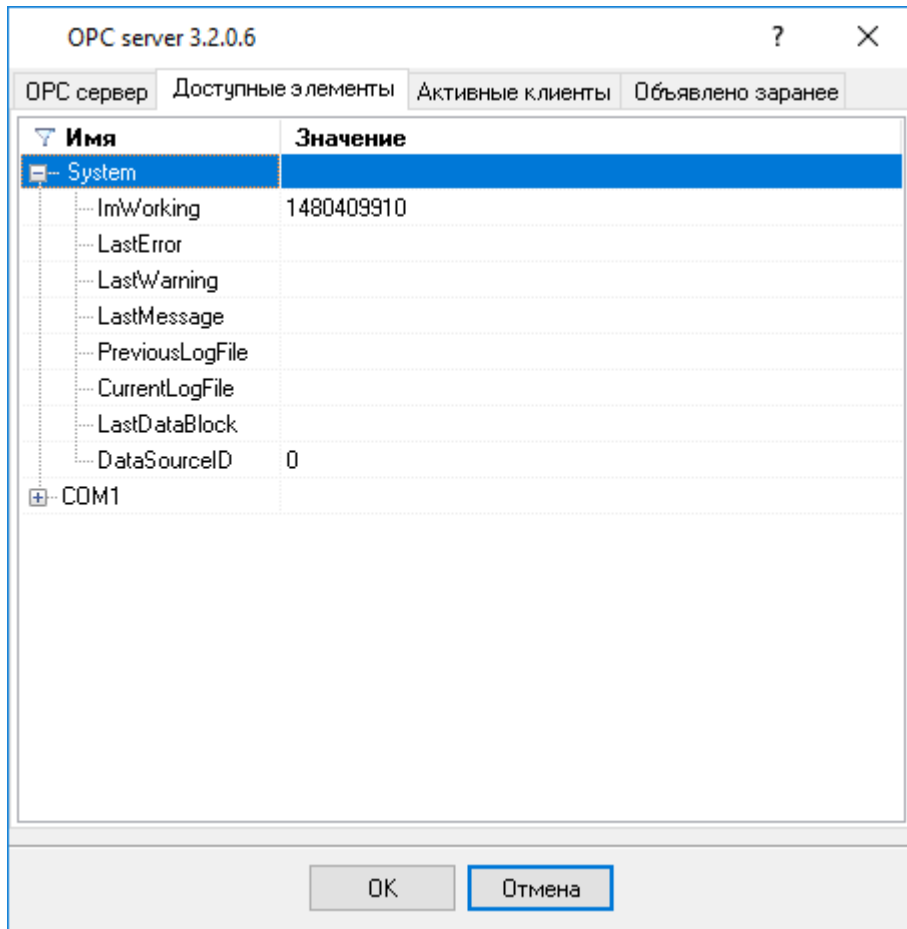 OPC server 3.2.0.6 ?
OPC сервер Доступные элементы Активные клиенты Объявлено заранее
Имя Значение
System
ImWorking 1480409910
LastError
LastWarning
LastMessage
PreviousLogFile
CurrentLogFile
LastDataBlock
DataSourceID 0
COM1
OK Отмена